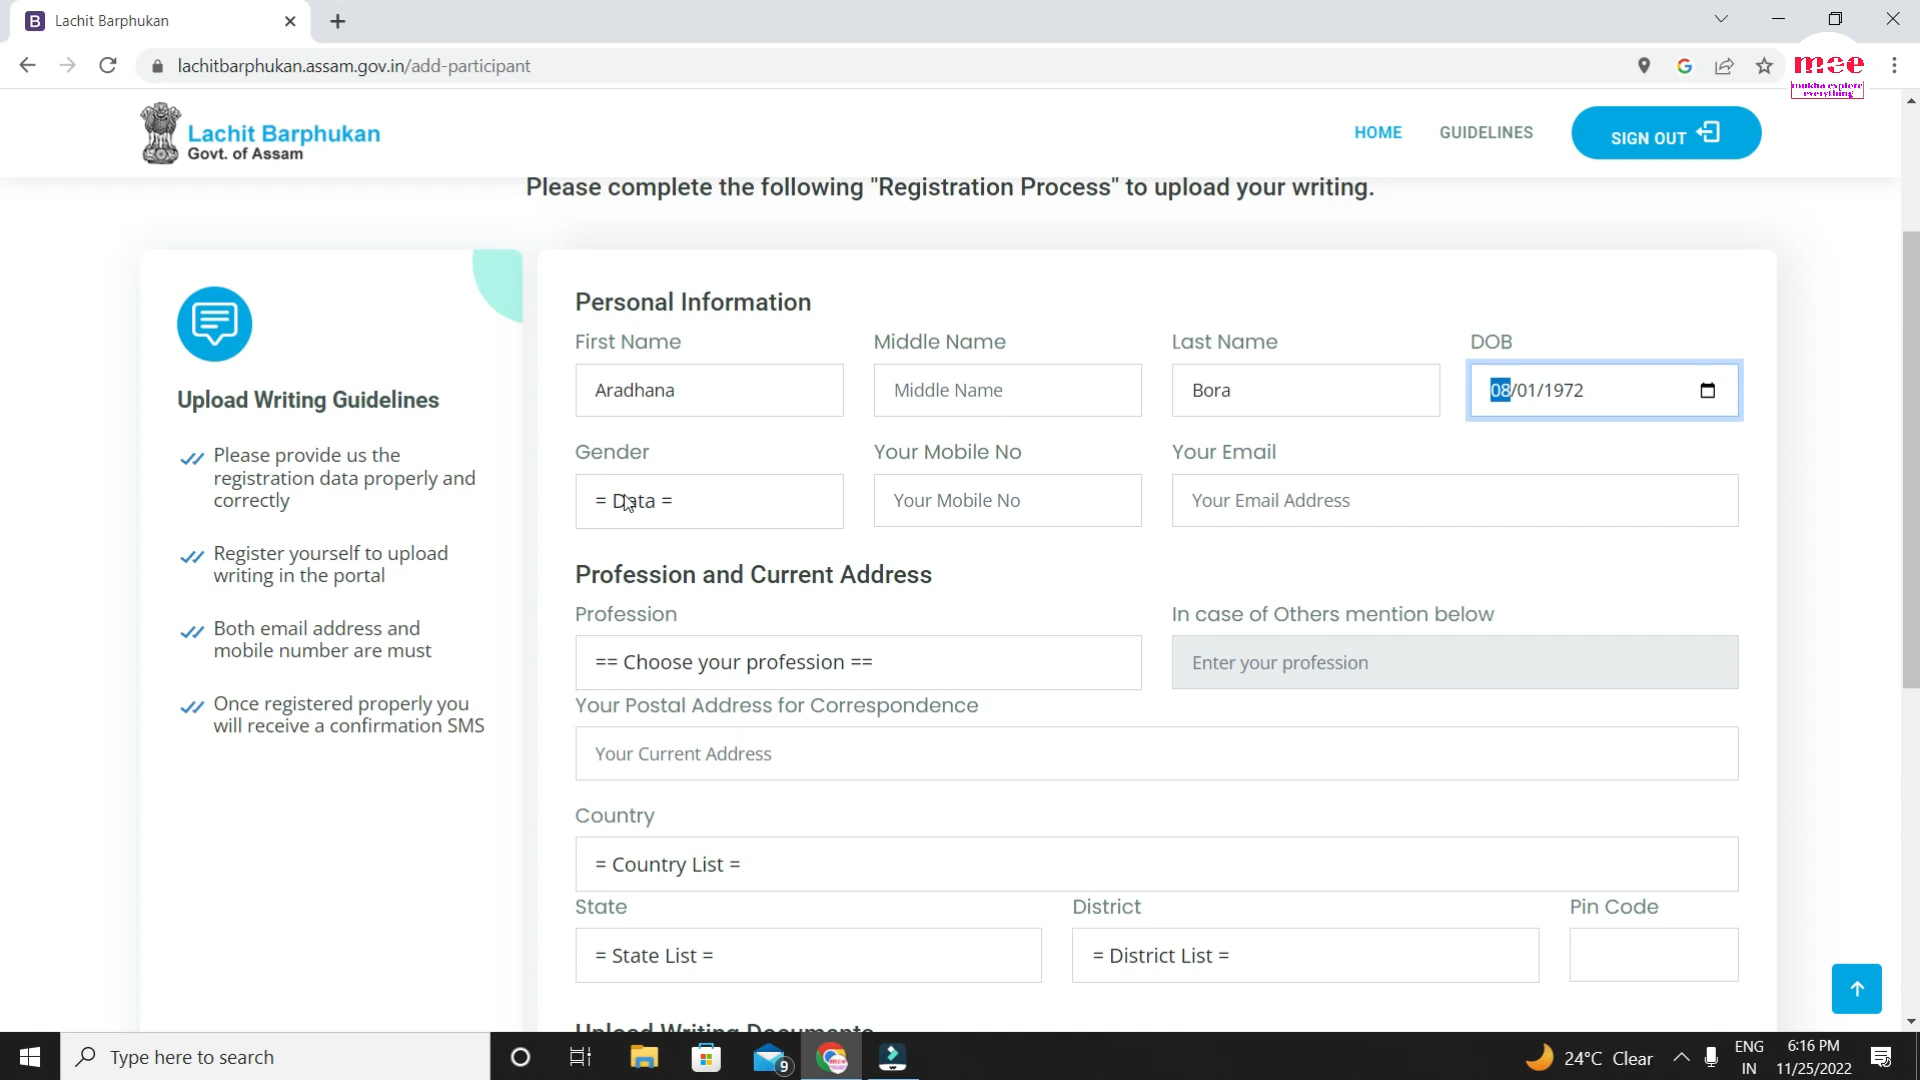 Lachit Barphukan
lachitbarphukan.assam.gov.in/add-participant
mee
mukha explore
everything
Lachit Barphukan
Govt. of Assam
HOME
GUIDELINES
SIGN OUT
Please complete the following "Registration Process" to upload your writing.
Upload Writing Guidelines
Please provide us the
registration data properly and
correctly
Register yourself to upload
writing in the portal
Both email address and
mobile number are must
Once registered properly you
will receive a confirmation SMS
Personal Information
First Name
Middle Name
Last Name
DOB
Aradhana
Middle Name
Bora
08/01/1972
Gender
Your Mobile No
Your Email
= Data =
Your Mobile No
Your Email Address
Profession and Current Address
Profession
In case of Others mention below
== Choose your profession ==
Enter your profession
Your Postal Address for Correspondence
Your Current Address
Country
= Country List =
State
District
Pin Code
= State List =
= District List =
Upload Writing Documents
Type here to search
9
24°C Clear
ENG
IN
6:16 PM
11/25/2022